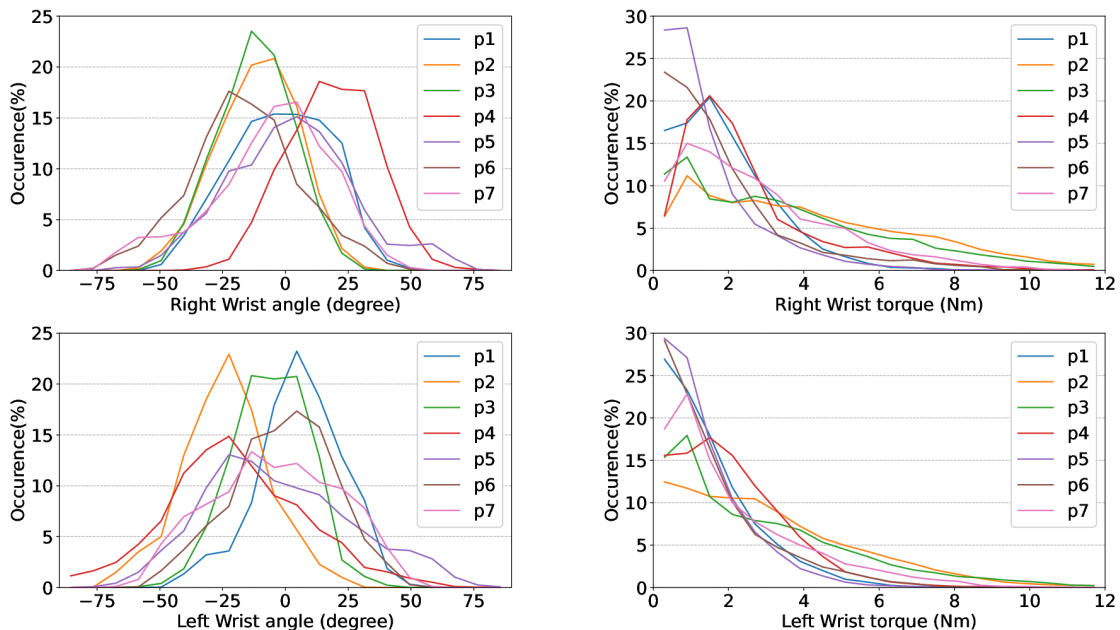 25
20
15
10
5
0
Occurence(%)
p1
p2
p3
p4
p5
p6
p7
−75 −50 −25 0 25 50 75
Right Wrist angle (degree)
30
25
20
15
10
5
0
Occurence(%)
p1
p2
p3
p4
p5
p6
p7
0 2 4 6 8 10 12
Right Wrist torque (Nm)
25
20
15
10
5
0
Occurence(%)
p1
p2
p3
p4
p5
p6
p7
−75 −50 −25 0 25 50 75
Left Wrist angle (degree)
30
25
20
15
10
5
0
Occurence(%)
p1
p2
p3
p4
p5
p6
p7
0 2 4 6 8 10 12
Left Wrist torque (Nm)